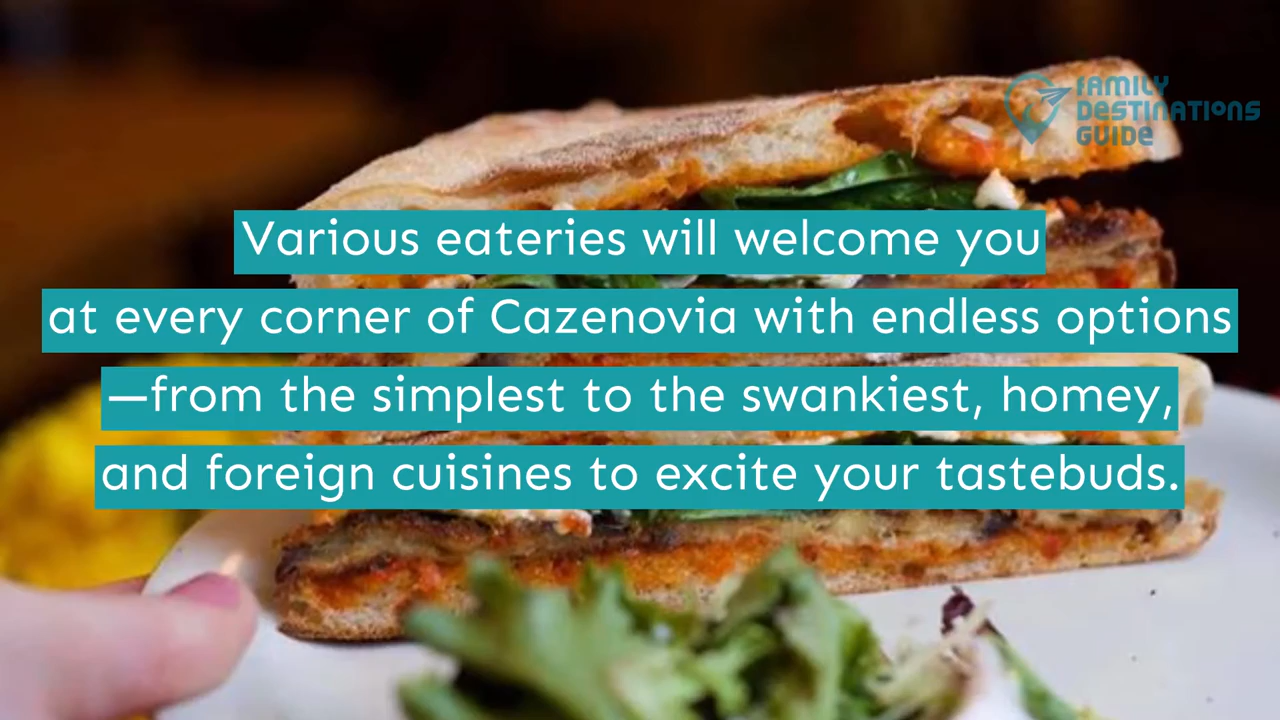 FAMILY
DESTINATIONS
GUIDE
Various eateries will welcome you
at every corner of Cazenovia with endless options
—from the simplest to the swankiest, homey,
and foreign cuisines to excite your tastebuds.